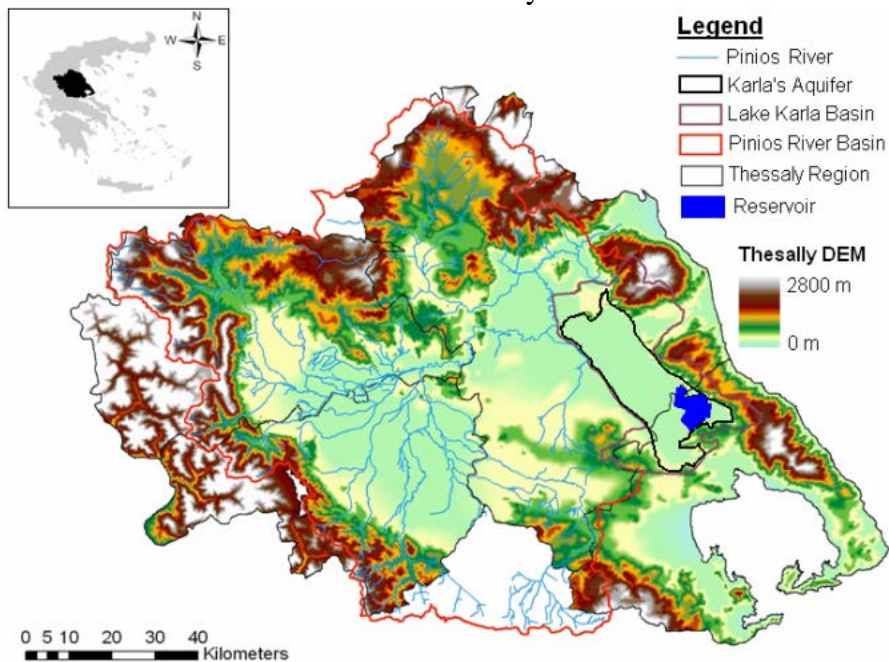 N
W E
S
Legend
Pinios River
Karla's Aquifer
Lake Karla Basin
Pinios River Basin
Thessaly Region
Reservoir
Thesally DEM
2800 m
0 m
0 5 10 20 30 40
Kilometers